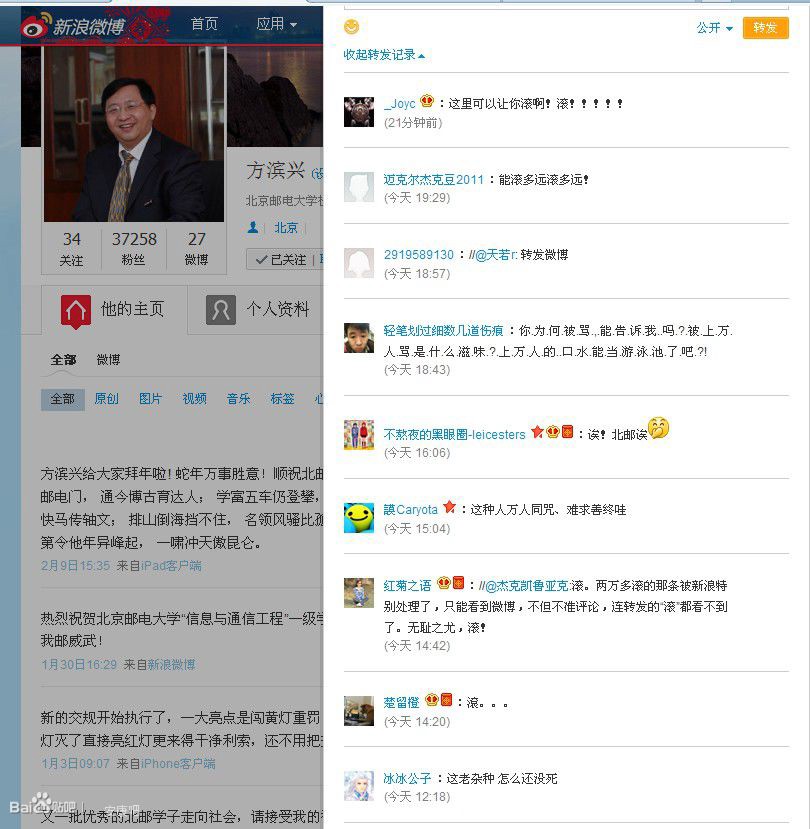 新浪微博
首页
应用
方滨兴
北京邮电大学校
34
关注
37258
粉丝
27
微博
北京
已关注
他的主页
个人资料
全部 微博
全部 原创 图片 视频 音乐 标签
方滨兴给大家拜年啦! 蛇年万事胜意! 顺祝北邮
邮电门, 通今博古育达人; 学富五车仍登攀,
快马传轴文; 排山倒海挡不住, 名领风骚比孤
第令他年异峰起, 一啸冲天傲昆仑。
2月9日15:35 来自iPad客户端
热烈祝贺北京邮电大学“信息与通信工程”一级学
我邮威武!
1月30日16:29 来自新浪微博
新的交规开始执行了, 一大亮点是闯黄灯重罚
灯灭了直接亮红灯更来得干净利索, 还不用把
1月3日09:07 来自iPhone客户端
又一批优秀的北邮学子走向社会, 请接受我的
公开
转发
收起转发记录
_Joyc : 这里可以让你滚啊! 滚! ! ! ! !
(21分钟前)
迈克尔杰克豆2011 : 能滚多远滚多远!
(今天 19:29)
2919589130 : //@天若r: 转发微博
(今天 18:57)
轻笔划过细数几道伤痕 : 你.为.何.被.骂...能.告.诉.我..吗.?.被.上.万.
人.骂.是.什.么.滋.味.?.上.万.人.的..口.水.能.当.游.泳.池.了.吧.?!
(今天 18:43)
不熬夜的黑眼圈-leicesters : 诶! 北邮诶
(今天 16:06)
謨Caryota : 这种人万人同咒、难求善终哇
(今天 15:04)
红菊之语 : //@杰克凯鲁亚克:滚。两万多滚的那条被新浪特
别处理了, 只能看到微博, 不但不准评论, 连转发的“滚”都看不到
了。无耻之尤, 滚!
(今天 14:42)
楚留橙 : 滚。。。
(今天 14:20)
冰冰公子 : 这老杂种 怎么还没死
(今天 12:18)
Bai 贴吧
安康吧